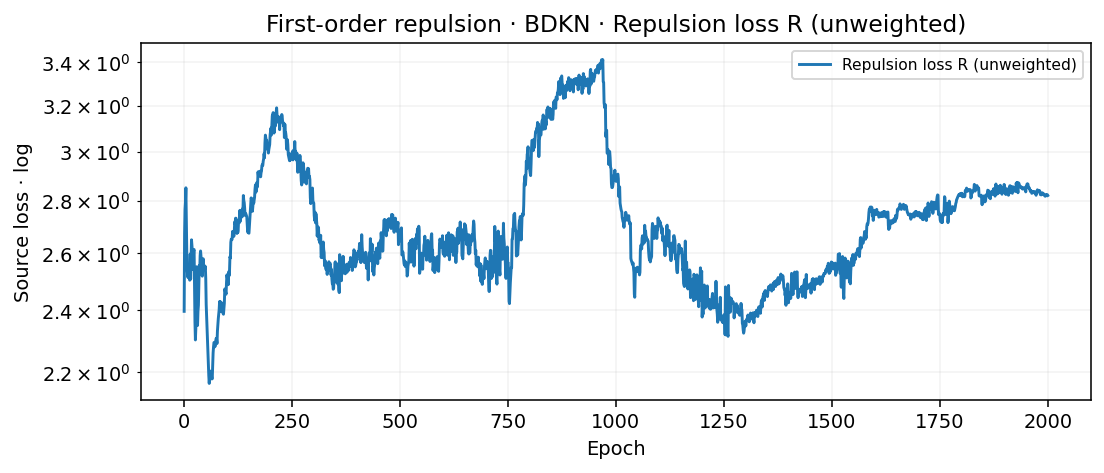 First-order repulsion · BDKN · Repulsion loss R (unweighted)
Repulsion loss R (unweighted)
Source loss · log
3.4 × 10⁰
3.2 × 10⁰
3 × 10⁰
2.8 × 10⁰
2.6 × 10⁰
2.4 × 10⁰
2.2 × 10⁰
0 250 500 750 1000 1250 1500 1750 2000
Epoch